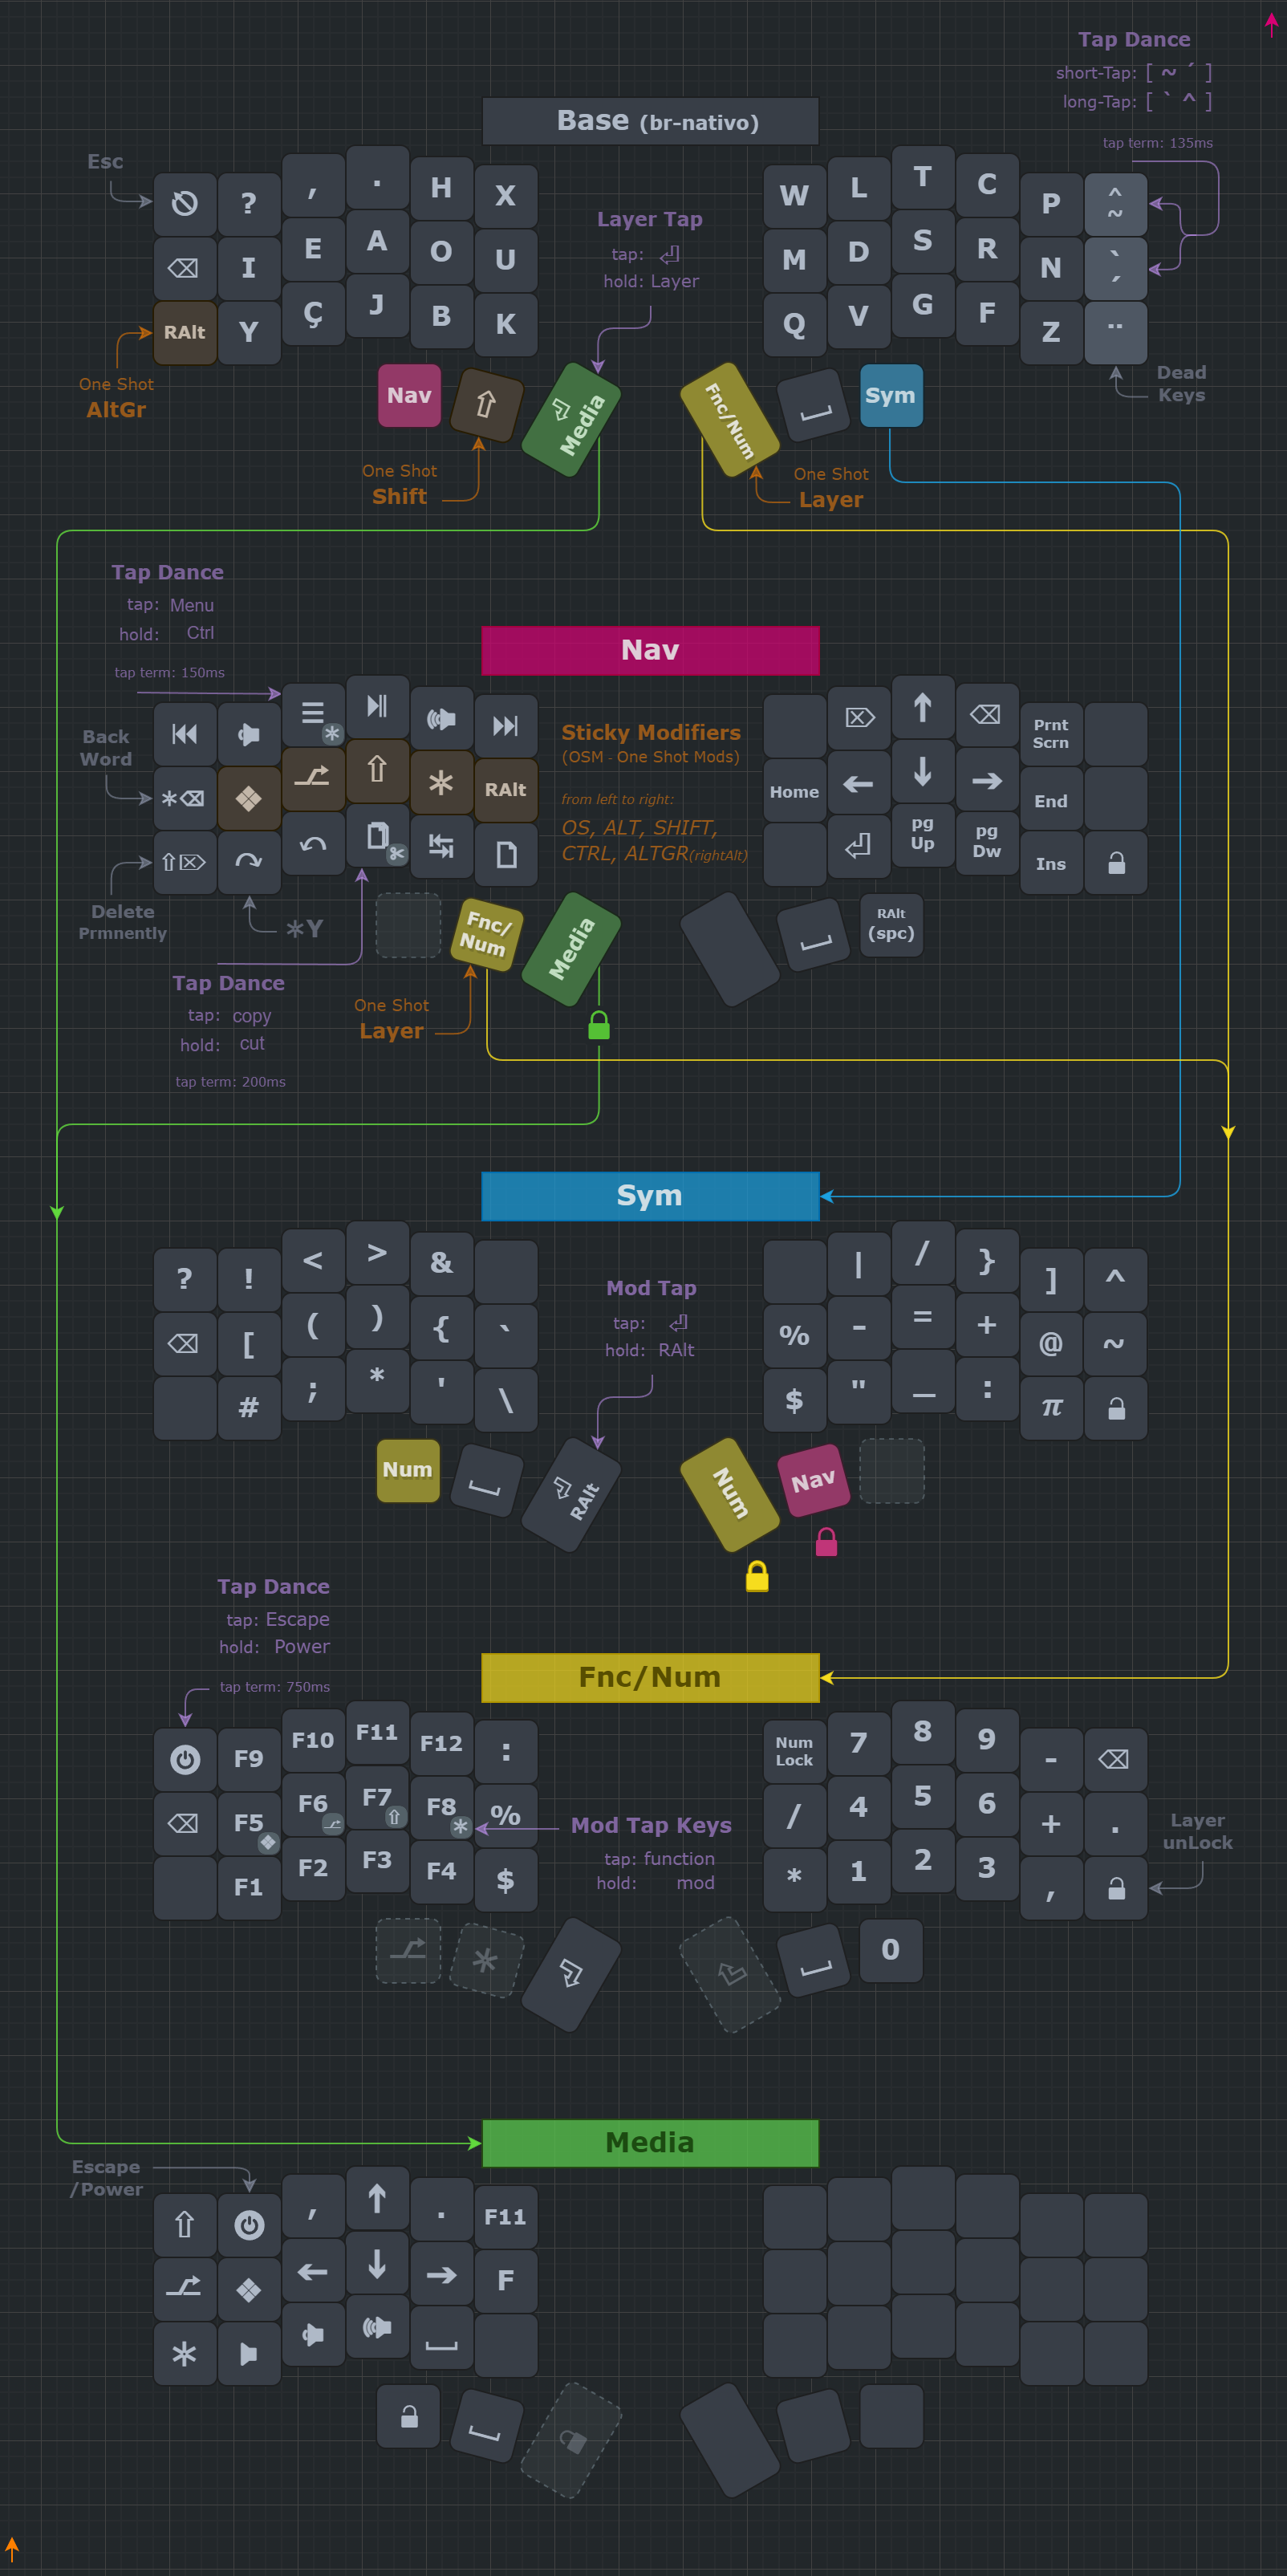 Tap Dance
short-Tap: [ ~ ´ ]
long-Tap: [ ` ^ ]
tap term: 135ms
Base (br-nativo)
Esc
? , . H X
W L T C P ^ ~
I E A O U
M D S R N ` ´
RAlt Y Ç J B K
Q V G F Z ¨
Layer Tap
tap: ⏎
hold: Layer
One Shot
AltGr
Dead
Keys
Nav ⇧ Media
Fnc/Num Sym
One Shot
Shift
One Shot
Layer
Tap Dance
tap: Menu
hold: Ctrl
tap term: 150ms
Nav
Back
Word
Sticky Modifiers
(OSM - One Shot Mods)
from left to right:
OS, ALT, SHIFT,
CTRL, ALTGR(rightAlt)
RAlt
⌦ ↑ ⌫ Prnt
Scrn
Home ← ↓ → End
⏎ pg
Up pg
Dw Ins
Delete
Prmnently
∗Y
Fnc/
Num Media
RAlt
(spc)
Tap Dance
tap: copy
hold: cut
tap term: 200ms
One Shot
Layer
Sym
? ! < > &
| / } ] ^
⌫ [ ( ) { `
% - = + @ ~
# ; * ' \
$ " _ : π
Mod Tap
tap: ⏎
hold: RAlt
Num RAlt
Num Nav
Tap Dance
tap: Escape
hold: Power
tap term: 750ms
Fnc/Num
F9 F10 F11 F12 :
Num
Lock 7 8 9 - ⌫
⌫ F5 F6 F7 F8 %
/ 4 5 6 + .
F1 F2 F3 F4 $
* 1 2 3 ,
Mod Tap Keys
tap: function
hold: mod
Layer
unLock
0
Media
Escape
/Power
⇧ , ↑ . F11
← ↓ → F